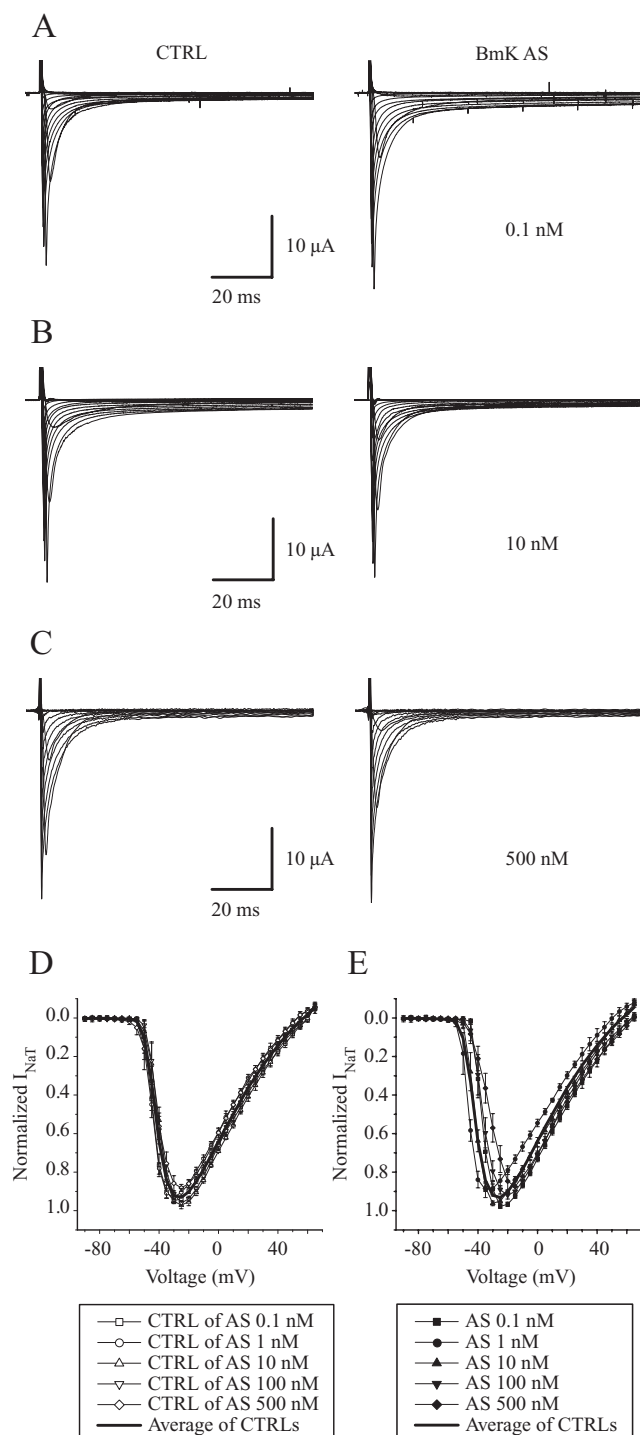 A
CTRL
BmK AS
10 µA
20 ms
0.1 nM
B
10 µA
20 ms
10 nM
C
10 µA
20 ms
500 nM
D
E
Normalized I_NaT
0.0
0.2
0.4
0.6
0.8
1.0
-80
-40
0
40
Voltage (mV)
Normalized I_NaT
0.0
0.2
0.4
0.6
0.8
1.0
-80
-40
0
40
Voltage (mV)
CTRL of AS 0.1 nM
CTRL of AS 1 nM
CTRL of AS 10 nM
CTRL of AS 100 nM
CTRL of AS 500 nM
Average of CTRLs
AS 0.1 nM
AS 1 nM
AS 10 nM
AS 100 nM
AS 500 nM
Average of CTRLs